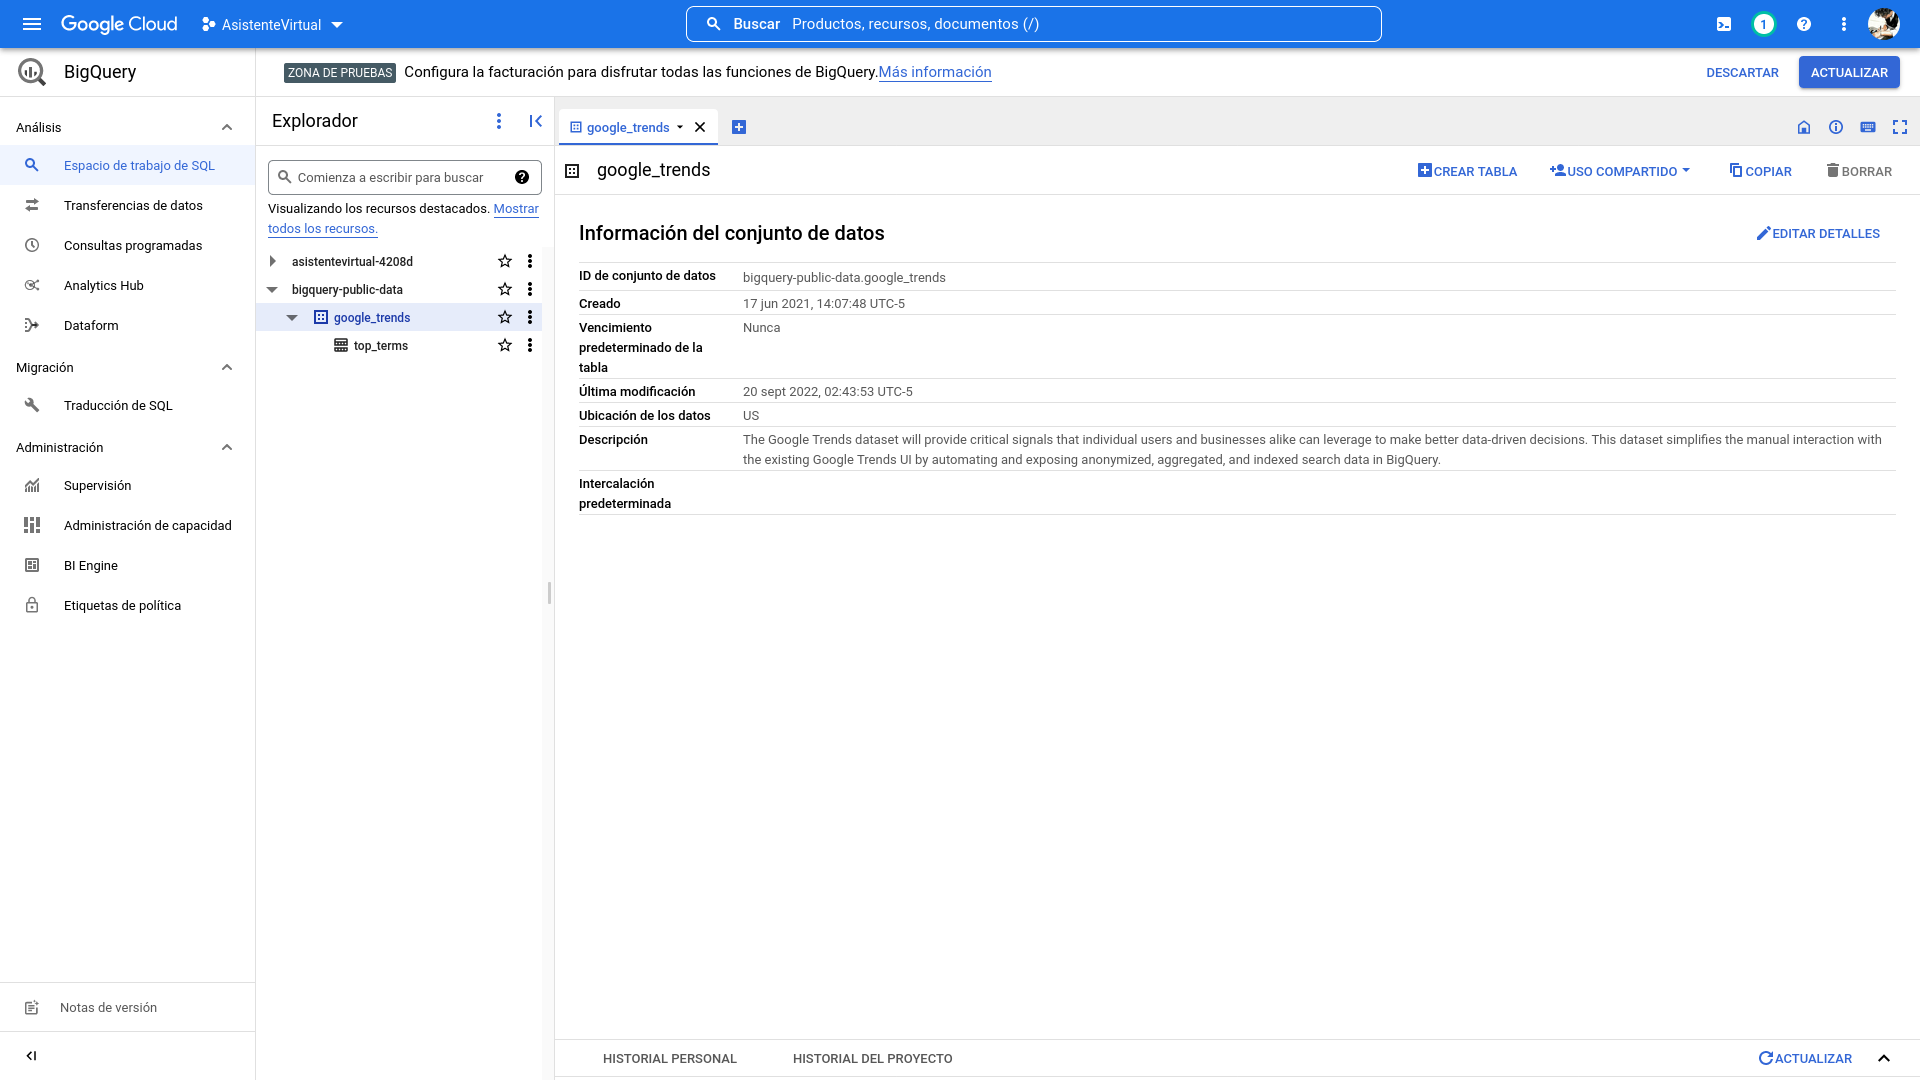 Google Cloud
AsistenteVirtual
Buscar Productos, recursos, documentos (/)
1
BigQuery
ZONA DE PRUEBAS Configura la facturación para disfrutar todas las funciones de BigQuery.Más información
DESCARTAR
ACTUALIZAR
Análisis
Espacio de trabajo de SQL
Transferencias de datos
Consultas programadas
Analytics Hub
Dataform
Migración
Traducción de SQL
Administración
Supervisión
Administración de capacidad
BI Engine
Etiquetas de política
Notas de versión
Explorador
Comienza a escribir para buscar
Visualizando los recursos destacados. Mostrar
todos los recursos.
asistentevirtual-4208d
bigquery-public-data
google_trends
top_terms
google_trends
google_trends
CREAR TABLA
USO COMPARTIDO
COPIAR
BORRAR
Información del conjunto de datos
EDITAR DETALLES
ID de conjunto de datos bigquery-public-data.google_trends
Creado 17 jun 2021, 14:07:48 UTC-5
Vencimiento Nunca
predeterminado de la
tabla
Última modificación 20 sept 2022, 02:43:53 UTC-5
Ubicación de los datos US
Descripción The Google Trends dataset will provide critical signals that individual users and businesses alike can leverage to make better data-driven decisions. This dataset simplifies the manual interaction with
the existing Google Trends UI by automating and exposing anonymized, aggregated, and indexed search data in BigQuery.
Intercalación
predeterminada
HISTORIAL PERSONAL
HISTORIAL DEL PROYECTO
ACTUALIZAR